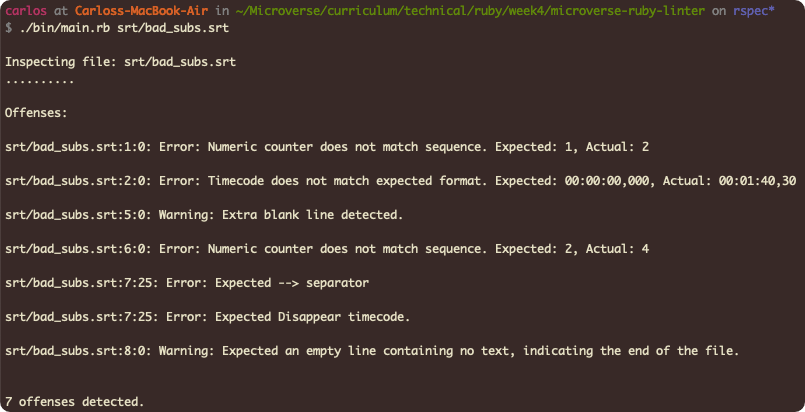 carlos at Carloss-MacBook-Air in ~/Microverse/curriculum/technical/ruby/week4/microverse-ruby-linter on rspec*
$ ./bin/main.rb srt/bad_subs.srt
Inspecting file: srt/bad_subs.srt
..........
Offenses:
srt/bad_subs.srt:1:0: Error: Numeric counter does not match sequence. Expected: 1, Actual: 2
srt/bad_subs.srt:2:0: Error: Timecode does not match expected format. Expected: 00:00:00,000, Actual: 00:01:40,30
srt/bad_subs.srt:5:0: Warning: Extra blank line detected.
srt/bad_subs.srt:6:0: Error: Numeric counter does not match sequence. Expected: 2, Actual: 4
srt/bad_subs.srt:7:25: Error: Expected --> separator
srt/bad_subs.srt:7:25: Error: Expected Disappear timecode.
srt/bad_subs.srt:8:0: Warning: Expected an empty line containing no text, indicating the end of the file.
7 offenses detected.